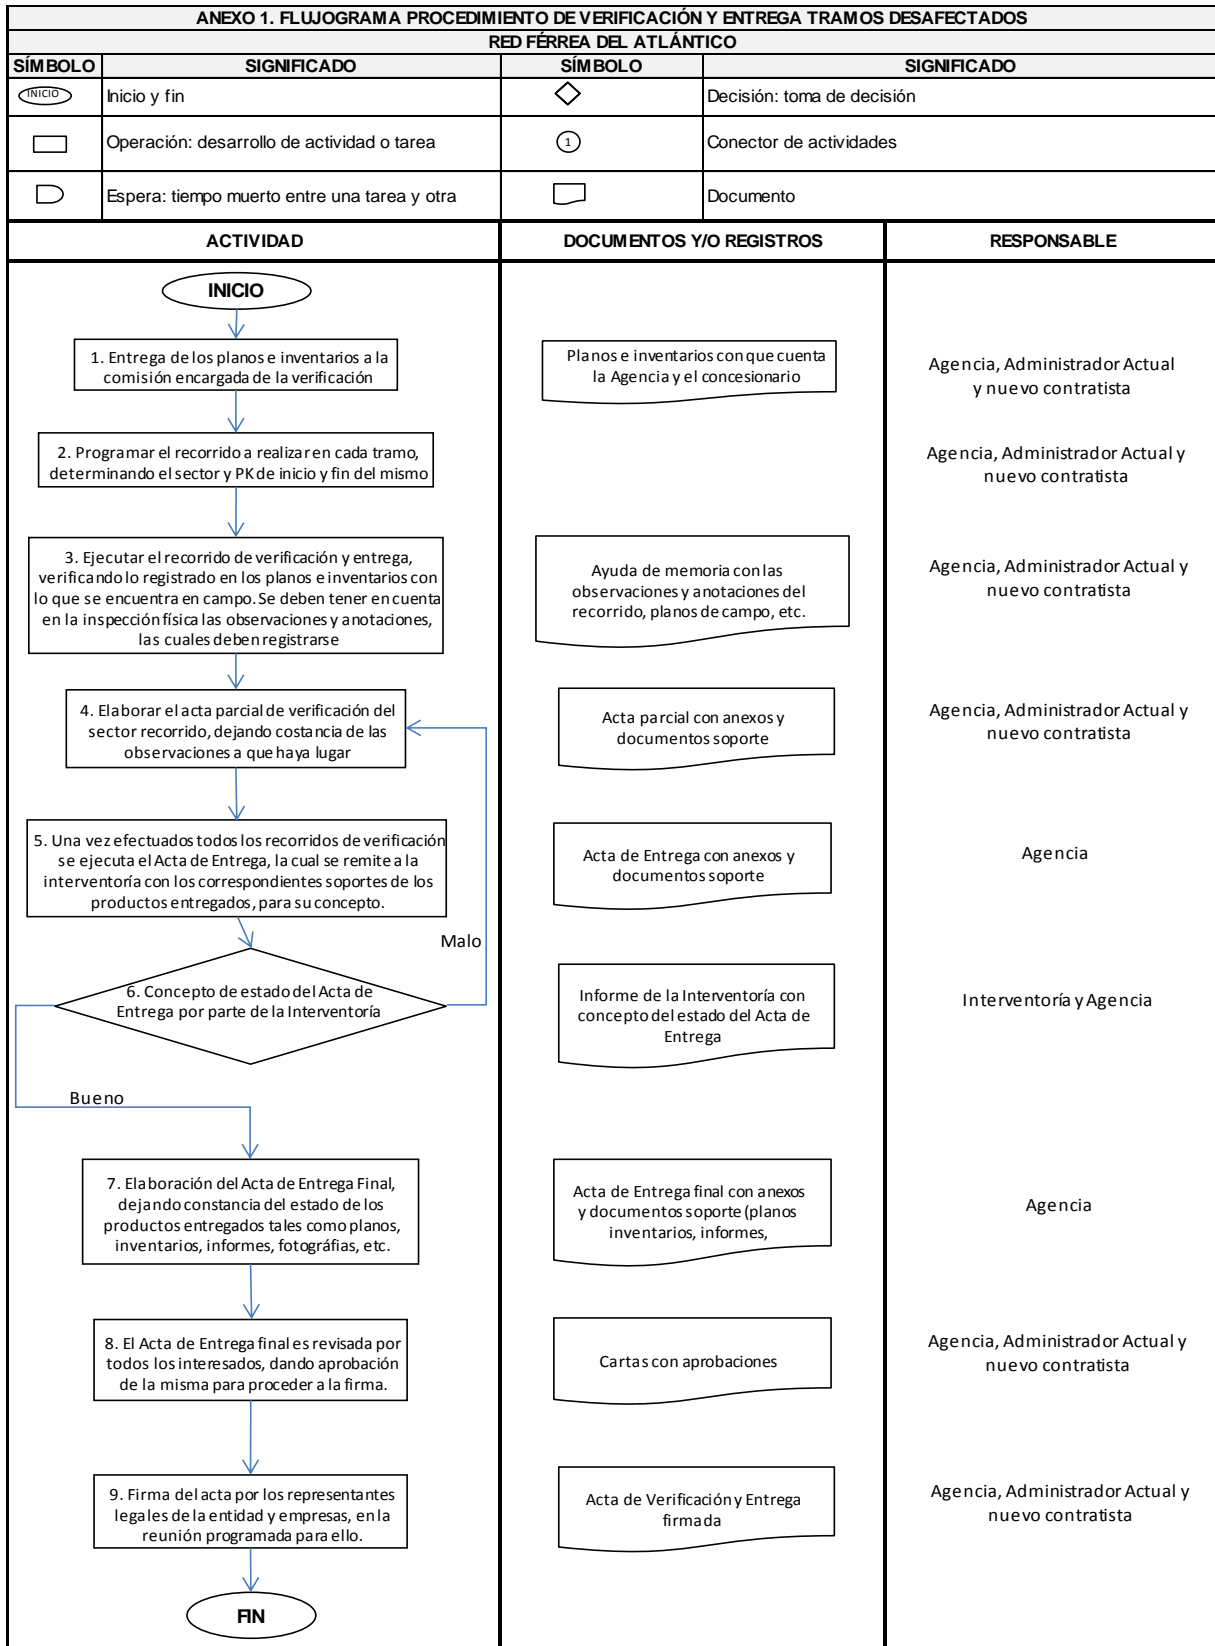 ANEXO 1. FLUJOGRAMA PROCEDIMIENTO DE VERIFICACIÓN Y ENTREGA TRAMOS DESAFECTADOS
RED FÉRREA DEL ATLÁNTICO
SÍMBOLO SIGNIFICADO SÍMBOLO SIGNIFICADO
INICIO Inicio y fin Decisión: toma de decisión
Operación: desarrollo de actividad o tarea 1 Conector de actividades
Espera: tiempo muerto entre una tarea y otra Documento
ACTIVIDAD DOCUMENTOS Y/O REGISTROS RESPONSABLE
INICIO
1. Entrega de los planos e inventarios a la
comisión encargada de la verificación
Planos e inventarios con que cuenta
la Agencia y el concesionario
Agencia, Administrador Actual
y nuevo contratista
2. Programar el recorrido a realizar en cada tramo,
determinando el sector y PK de inicio y fin del mismo
Agencia, Administrador Actual y
nuevo contratista
3. Ejecutar el recorrido de verificación y entrega,
verificando lo registrado en los planos e inventarios con
lo que se encuentra en campo. Se deben tener en cuenta
en la inspección física las observaciones y anotaciones,
las cuales deben registrarse
Ayuda de memoria con las
observaciones y anotaciones del
recorrido, planos de campo, etc.
Agencia, Administrador Actual y
nuevo contratista
4. Elaborar el acta parcial de verificación del
sector recorrido, dejando costancia de las
observaciones a que haya lugar
Acta parcial con anexos y
documentos soporte
Agencia, Administrador Actual y
nuevo contratista
5. Una vez efectuados todos los recorridos de verificación
se ejecuta el Acta de Entrega, la cual se remite a la
interventoría con los correspondientes soportes de los
productos entregados, para su concepto.
Acta de Entrega con anexos y
documentos soporte
Agencia
Malo
6. Concepto de estado del Acta de
Entrega por parte de la Interventoría
Informe de la Interventoría con
concepto del estado del Acta de
Entrega
Interventoría y Agencia
Bueno
7. Elaboración del Acta de Entrega Final,
dejando constancia del estado de los
productos entregados tales como planos,
inventarios, informes, fotográfias, etc.
Acta de Entrega final con anexos
y documentos soporte (planos
inventarios, informes,
Agencia
8. El Acta de Entrega final es revisada por
todos los interesados, dando aprobación
de la misma para proceder a la firma.
Cartas con aprobaciones
Agencia, Administrador Actual y
nuevo contratista
9. Firma del acta por los representantes
legales de la entidad y empresas, en la
reunión programada para ello.
Acta de Verificación y Entrega
firmada
Agencia, Administrador Actual y
nuevo contratista
FIN